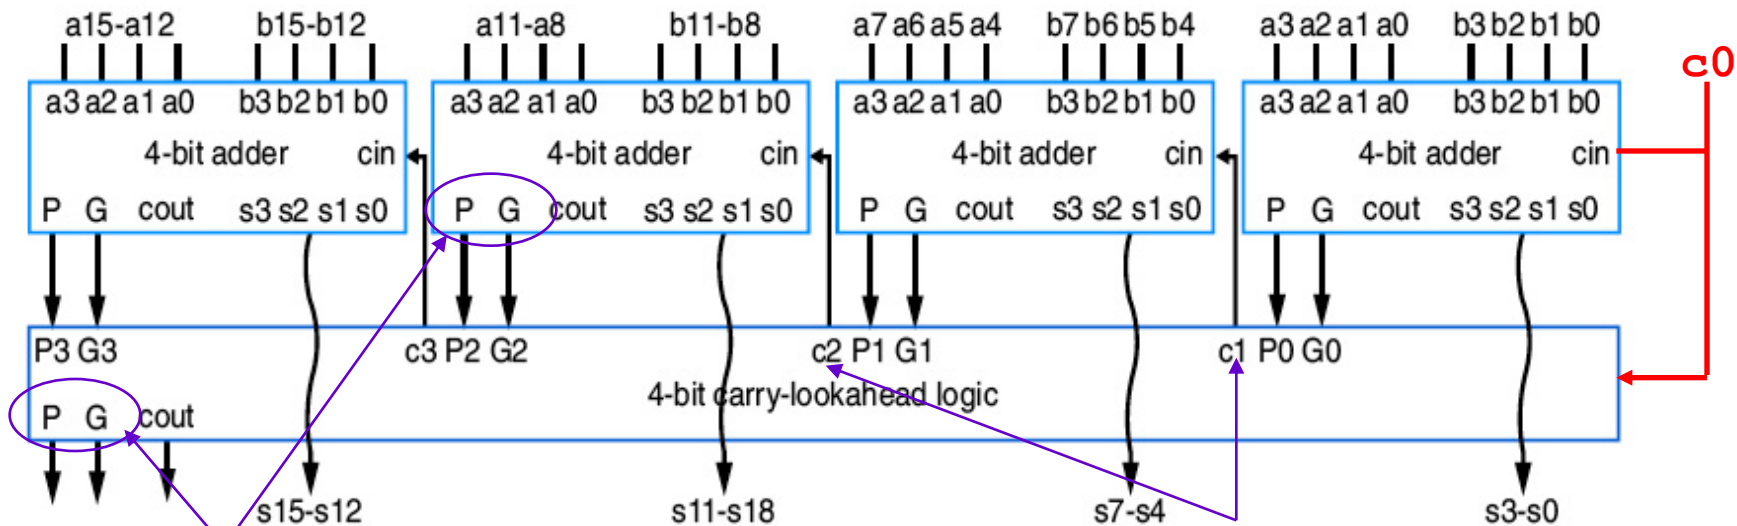 a15-a12 b15-b12 a11-a8 b11-b8 a7 a6 a5 a4 b7 b6 b5 b4 a3 a2 a1 a0 b3 b2 b1 b0
c0
a3 a2 a1 a0 b3 b2 b1 b0 a3 a2 a1 a0 b3 b2 b1 b0 a3 a2 a1 a0 b3 b2 b1 b0 a3 a2 a1 a0 b3 b2 b1 b0
4-bit adder cin 4-bit adder cin 4-bit adder cin 4-bit adder cin
P G cout s3 s2 s1 s0 P G cout s3 s2 s1 s0 P G cout s3 s2 s1 s0 P G cout s3 s2 s1 s0
P3 G3 c3 P2 G2 c2 P1 G1 c1 P0 G0
4-bit carry-lookahead logic
P G cout
s15-s12 s11-s18 s7-s4 s3-s0